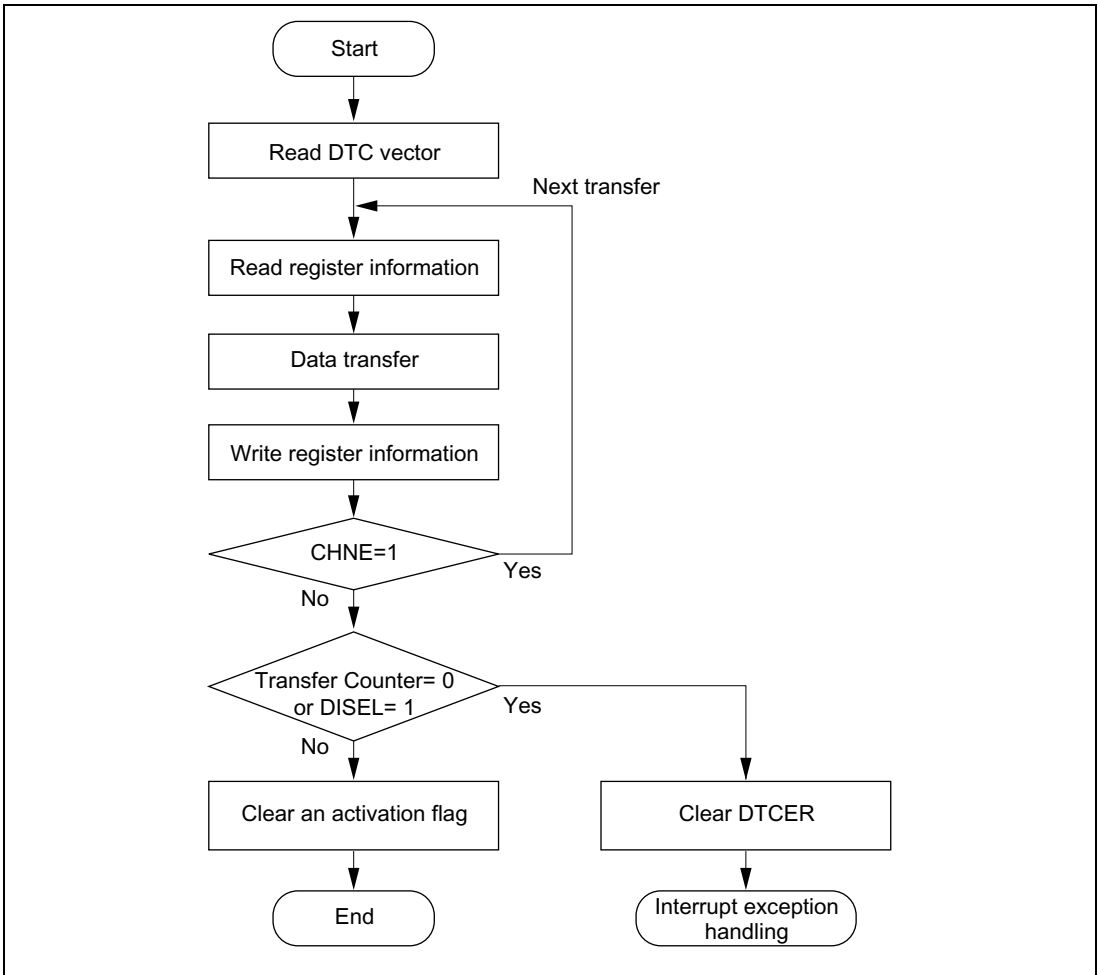 Start
Read DTC vector
Next transfer
Read register information
Data transfer
Write register information
CHNE=1
Yes
No
Transfer Counter= 0
or DISEL= 1
Yes
No
Clear an activation flag
Clear DTCER
End
Interrupt exception
handling